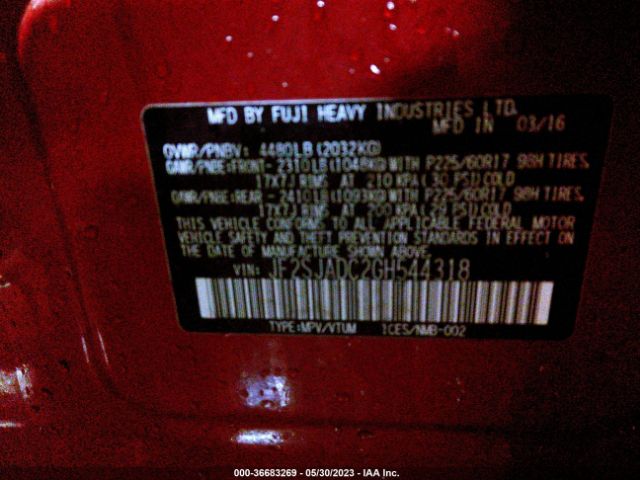 MFD BY FUJI HEAVY INDUSTRIES LTD.
MFD IN 03/16
GVWR/PNBV: 4480LB (2032KG)
GAWR/PNBE:FRONT- 2310LB(1048KG)WITH P225/60R17 98H TIRES,
17X7J RIMS AT 210 KPA( 30 PSI)COLD
GAWR/PNBE:REAR - 2410LB(1093KG)WITH P225/60R17 98H TIRES,
17X7J RIMS AT 200 KPA( PSI)COLD
THIS VEHICLE CONFORMS TO ALL APPLICABLE FEDERAL MOTOR
VEHICLE SAFETY AND THEFT PREVENTION STANDARDS IN EFFECT ON
THE DATE OF MANUFACTURE SHOWN ABOVE.
VIN: JF2SJADC2GH544318
TYPE:MPV/VTUM ICES/NMB-002
000-36683269 - 05/30/2023 - IAA Inc.